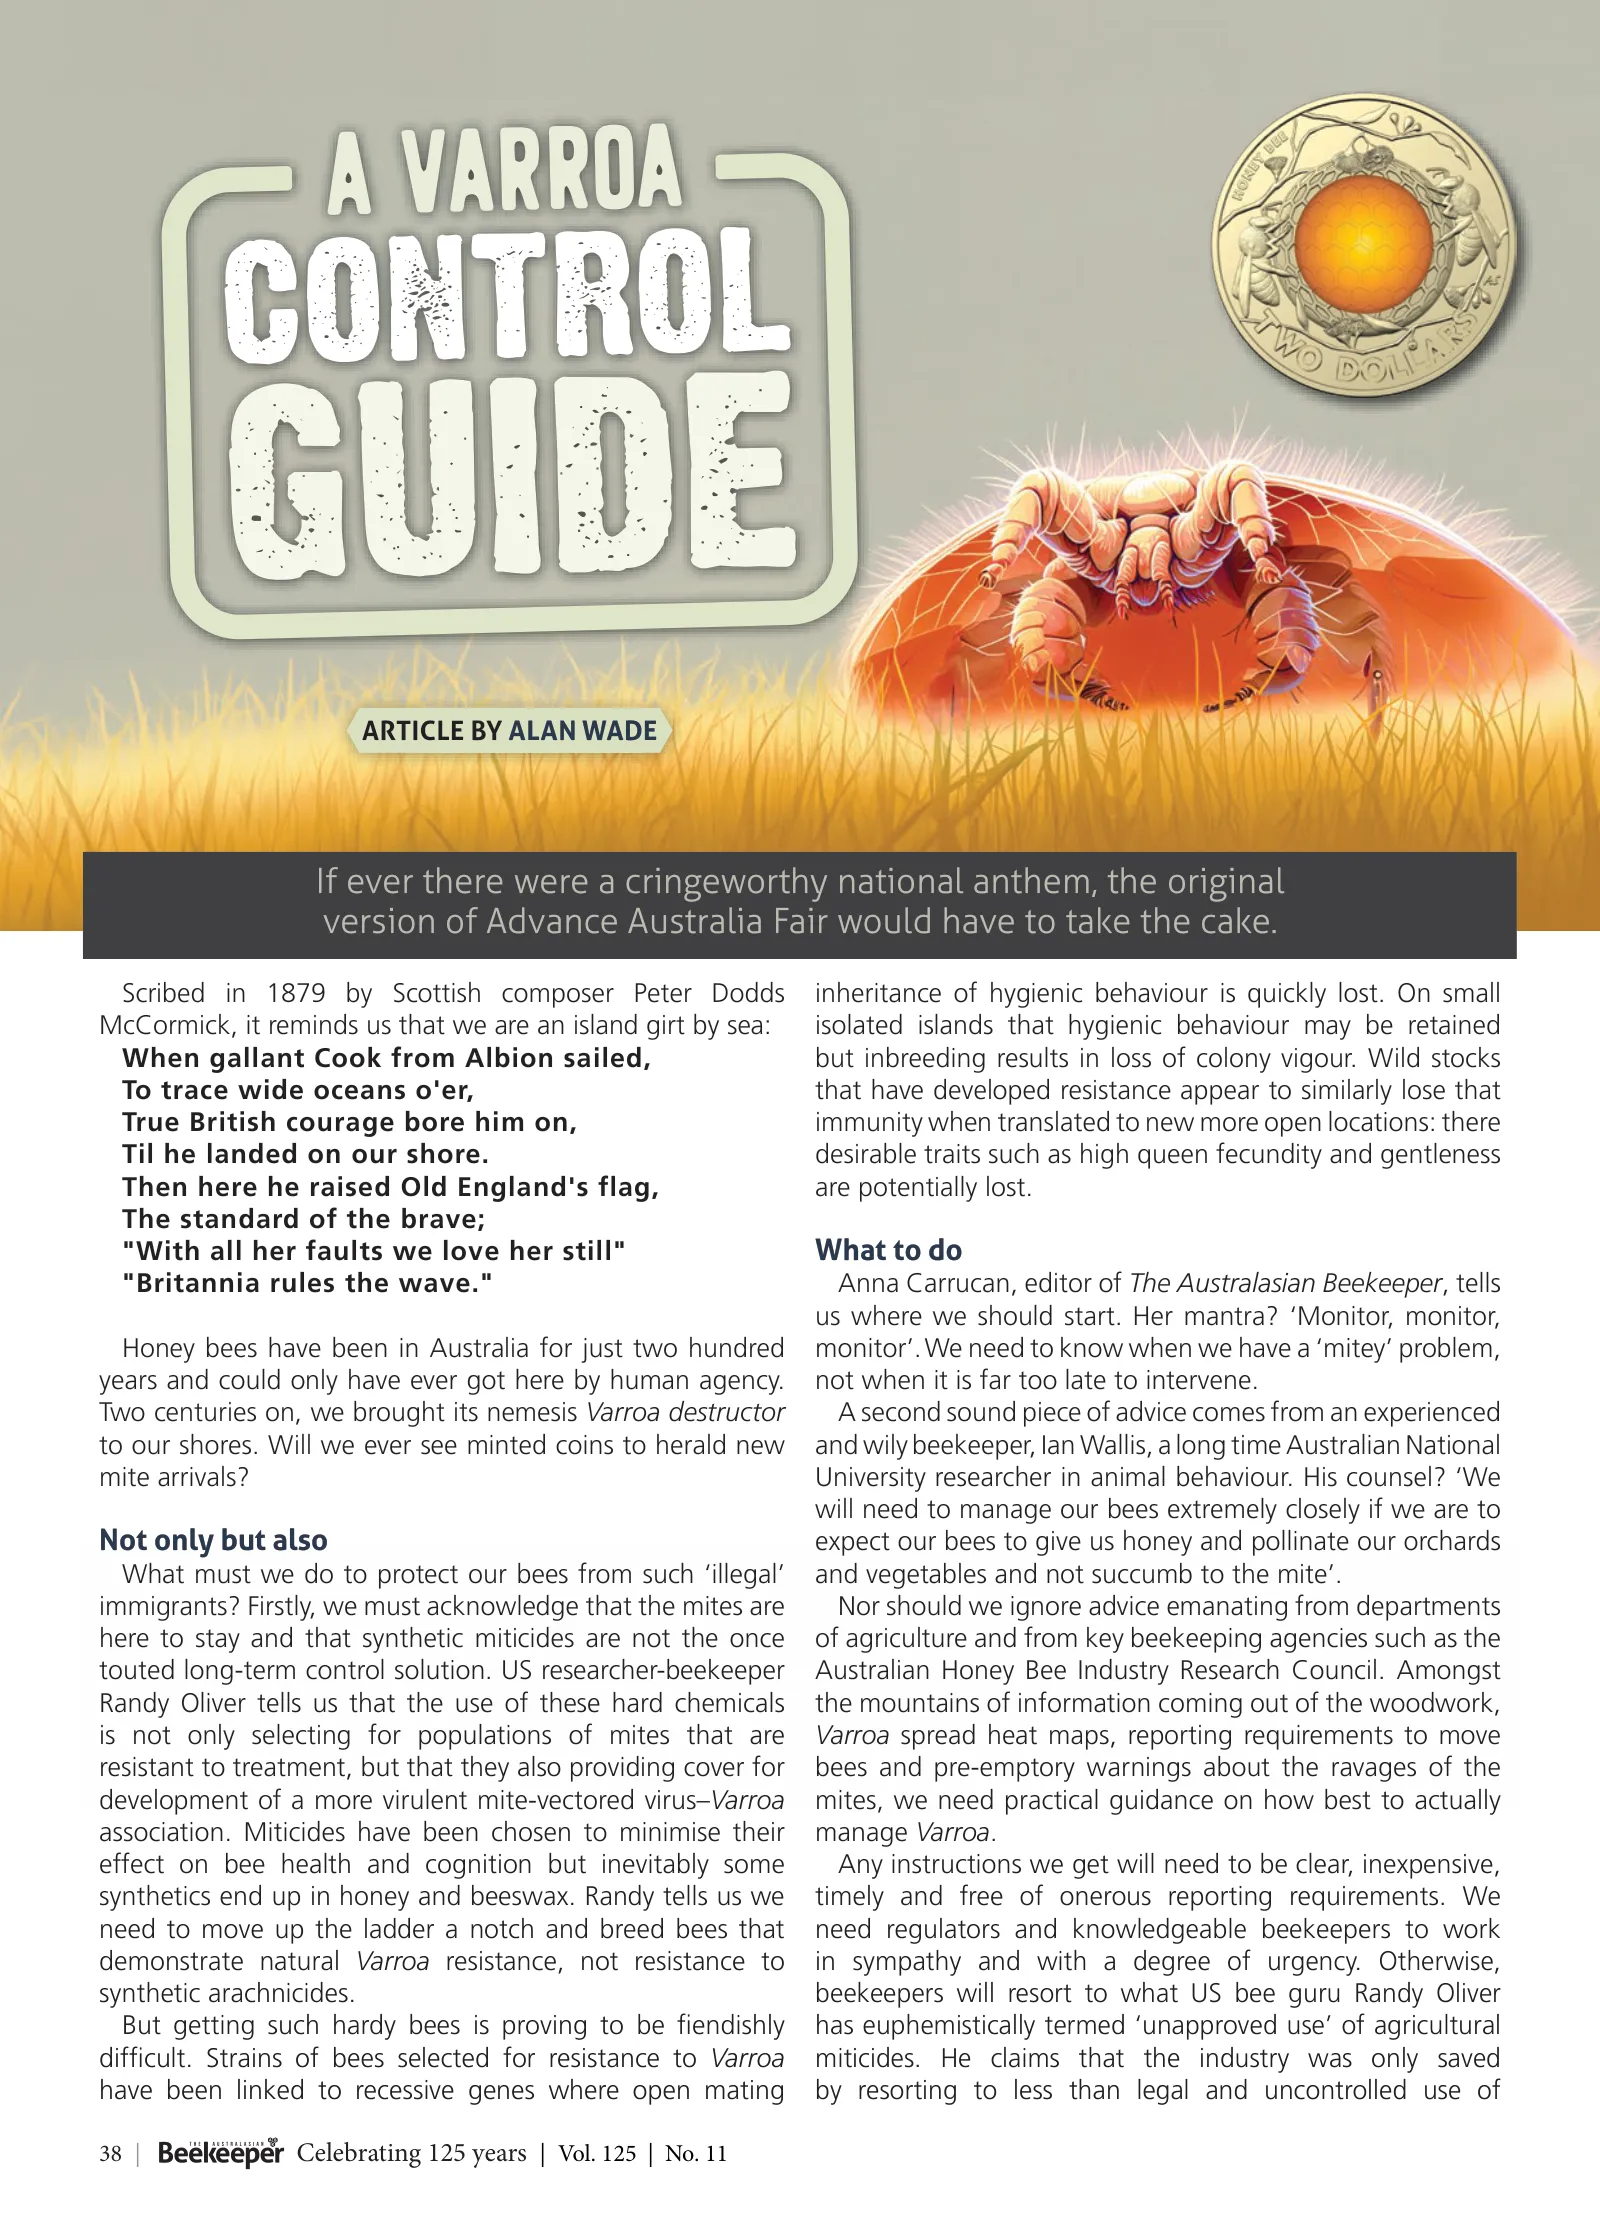 A VARROA
CONTROL
GUIDE
HONEY BEE
TWO DOLLARS
AS
ARTICLE BY ALAN WADE
If ever there were a cringeworthy national anthem, the original
version of Advance Australia Fair would have to take the cake.
Scribed in 1879 by Scottish composer Peter Dodds
McCormick, it reminds us that we are an island girt by sea:
When gallant Cook from Albion sailed,
To trace wide oceans o'er,
True British courage bore him on,
Til he landed on our shore.
Then here he raised Old England's flag,
The standard of the brave;
"With all her faults we love her still"
"Britannia rules the wave."
Honey bees have been in Australia for just two hundred
years and could only have ever got here by human agency.
Two centuries on, we brought its nemesis Varroa destructor
to our shores. Will we ever see minted coins to herald new
mite arrivals?
Not only but also
What must we do to protect our bees from such ‘illegal’
immigrants? Firstly, we must acknowledge that the mites are
here to stay and that synthetic miticides are not the once
touted long-term control solution. US researcher-beekeeper
Randy Oliver tells us that the use of these hard chemicals
is not only selecting for populations of mites that are
resistant to treatment, but that they also providing cover for
development of a more virulent mite-vectored virus–Varroa
association. Miticides have been chosen to minimise their
effect on bee health and cognition but inevitably some
synthetics end up in honey and beeswax. Randy tells us we
need to move up the ladder a notch and breed bees that
demonstrate natural Varroa resistance, not resistance to
synthetic arachnicides.
But getting such hardy bees is proving to be fiendishly
difficult. Strains of bees selected for resistance to Varroa
have been linked to recessive genes where open mating
inheritance of hygienic behaviour is quickly lost. On small
isolated islands that hygienic behaviour may be retained
but inbreeding results in loss of colony vigour. Wild stocks
that have developed resistance appear to similarly lose that
immunity when translated to new more open locations: there
desirable traits such as high queen fecundity and gentleness
are potentially lost.
What to do
Anna Carrucan, editor of The Australasian Beekeeper, tells
us where we should start. Her mantra? ‘Monitor, monitor,
monitor’. We need to know when we have a ‘mitey’ problem,
not when it is far too late to intervene.
A second sound piece of advice comes from an experienced
and wily beekeeper, Ian Wallis, a long time Australian National
University researcher in animal behaviour. His counsel? ‘We
will need to manage our bees extremely closely if we are to
expect our bees to give us honey and pollinate our orchards
and vegetables and not succumb to the mite’.
Nor should we ignore advice emanating from departments
of agriculture and from key beekeeping agencies such as the
Australian Honey Bee Industry Research Council. Amongst
the mountains of information coming out of the woodwork,
Varroa spread heat maps, reporting requirements to move
bees and pre-emptory warnings about the ravages of the
mites, we need practical guidance on how best to actually
manage Varroa.
Any instructions we get will need to be clear, inexpensive,
timely and free of onerous reporting requirements. We
need regulators and knowledgeable beekeepers to work
in sympathy and with a degree of urgency. Otherwise,
beekeepers will resort to what US bee guru Randy Oliver
has euphemistically termed ‘unapproved use’ of agricultural
miticides. He claims that the industry was only saved
by resorting to less than legal and uncontrolled use of
38 | THE AUSTRALASIAN Beekeeper Celebrating 125 years | Vol. 125 | No. 11